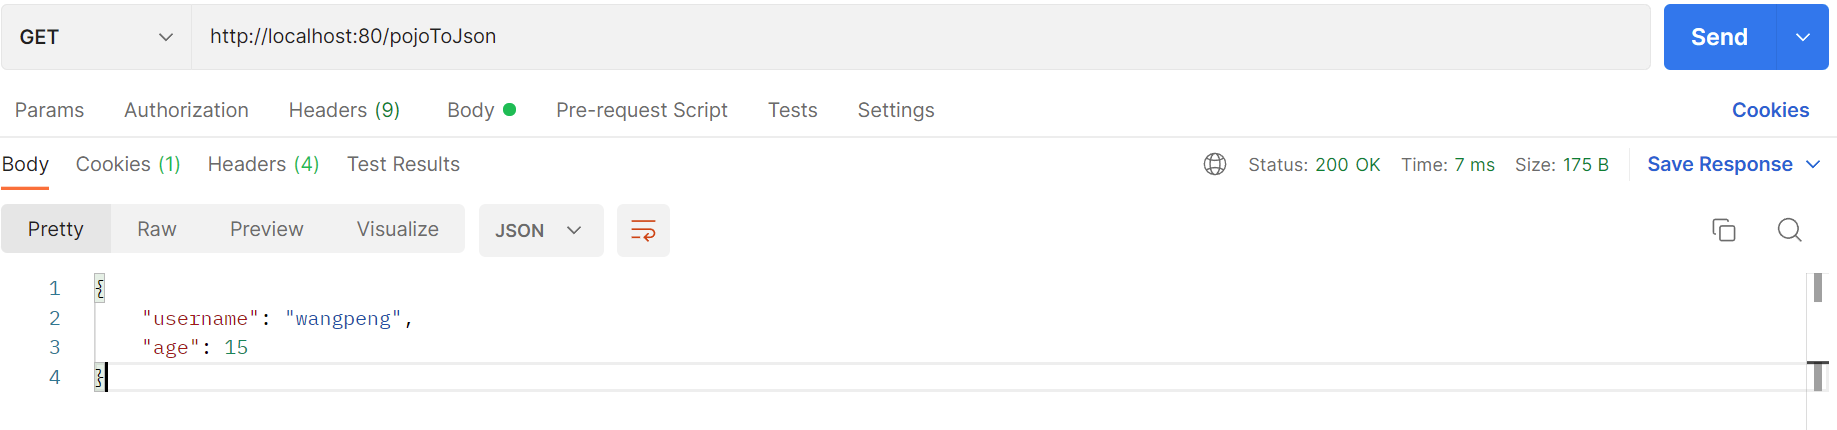 GET http://localhost:80/pojoToJson Send
Params Authorization Headers (9) Body Pre-request Script Tests Settings Cookies
Body Cookies (1) Headers (4) Test Results Status: 200 OK Time: 7 ms Size: 175 B Save Response
Pretty Raw Preview Visualize JSON
1 {
2 "username": "wangpeng",
3 "age": 15
4 }